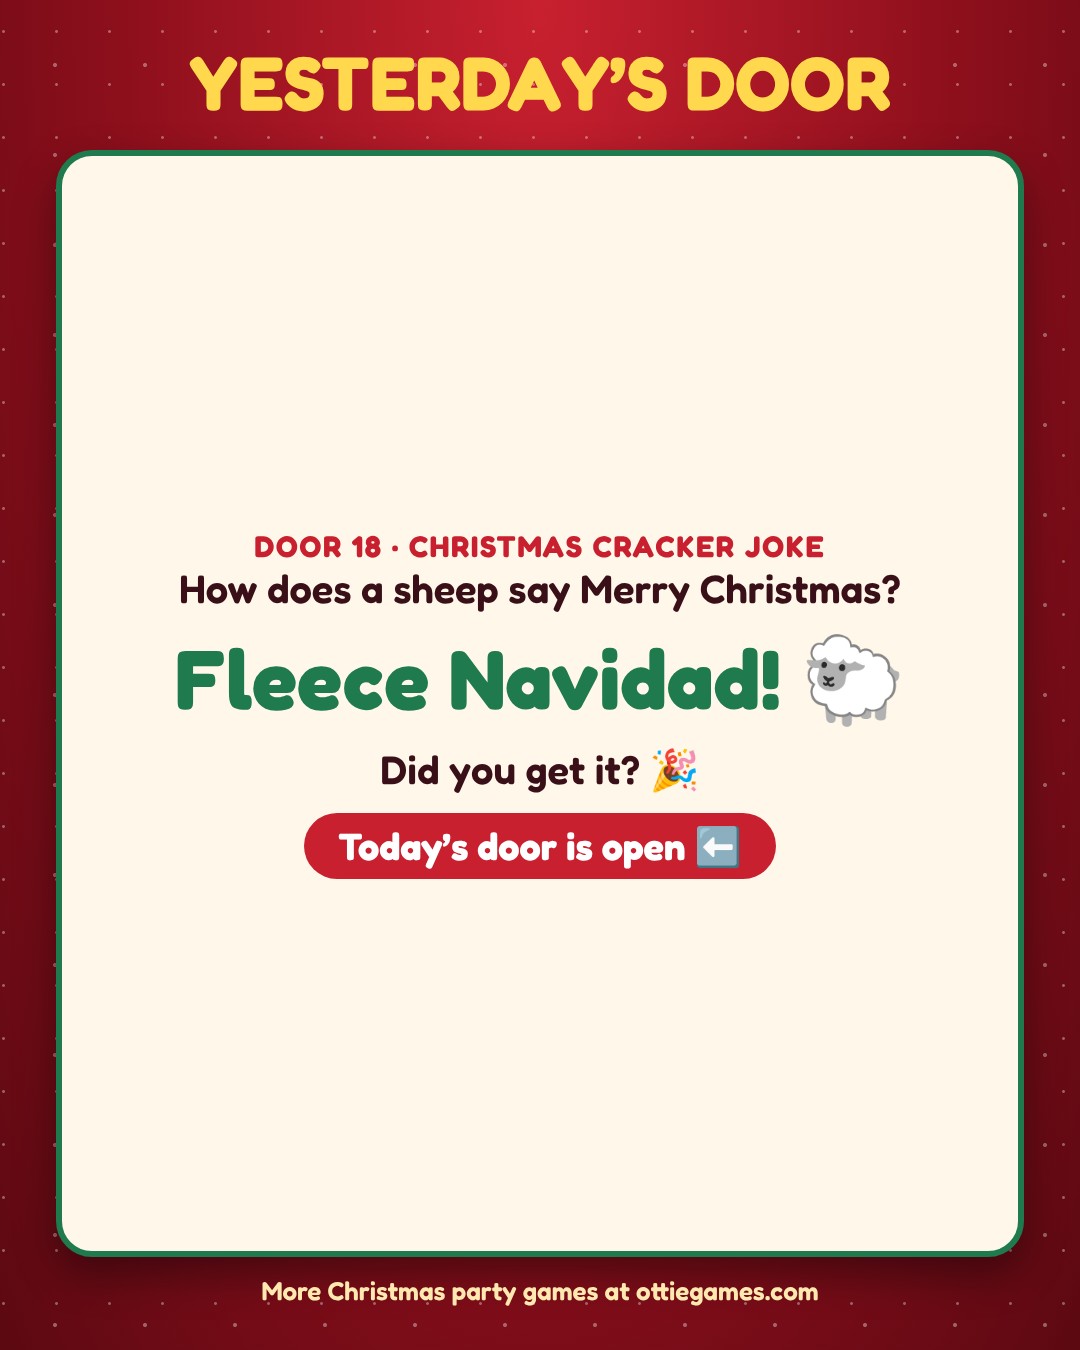 YESTERDAY’S DOOR
DOOR 18 · CHRISTMAS CRACKER JOKE
How does a sheep say Merry Christmas?
Fleece Navidad! 🐑
Did you get it? 🎉
Today’s door is open ⬅️
More Christmas party games at ottiegames.com